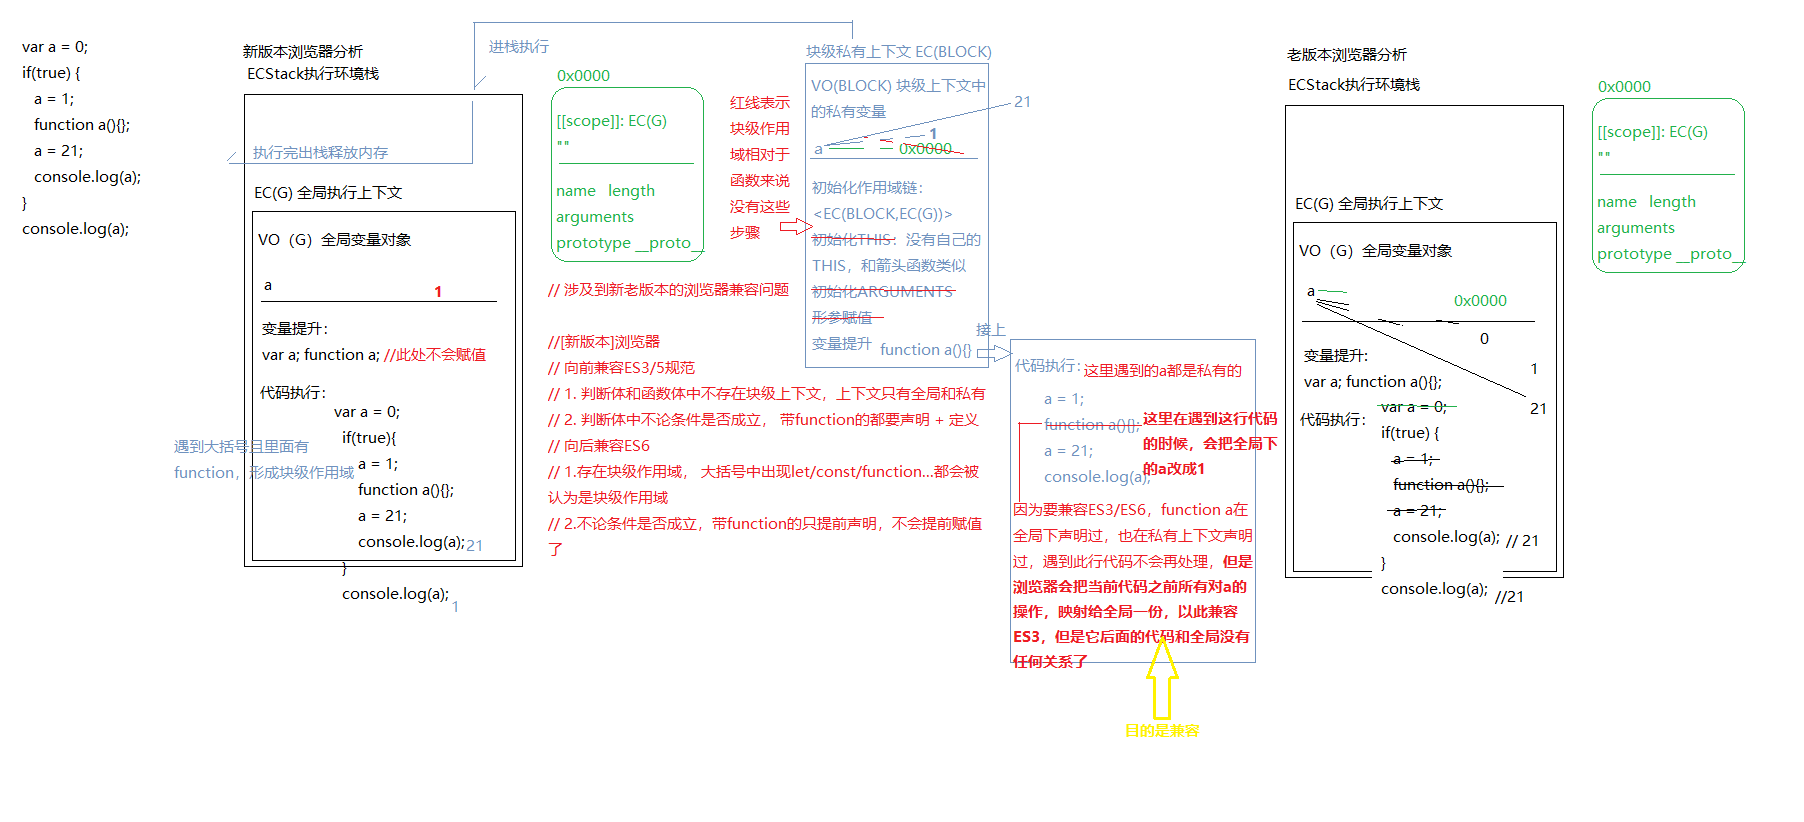 var a = 0;
if(true) {
a = 1;
function a(){};
a = 21;
console.log(a);
}
console.log(a);
新版本浏览器分析
ECStack执行环境栈
进栈执行
执行完出栈释放内存
EC(G) 全局执行上下文
VO（G）全局变量对象
a
1
变量提升：
var a; function a; //此处不会赋值
代码执行：
var a = 0;
if(true){
a = 1;
function a(){};
a = 21;
console.log(a);
21
}
console.log(a);
1
遇到大括号且里面有
function，形成块级作用域
0x0000
[[scope]]: EC(G)
""
name length
arguments
prototype __proto__
// 涉及到新老版本的浏览器兼容问题
//[新版本]浏览器
// 向前兼容ES3/5规范
// 1. 判断体和函数体中不存在块级上下文，上下文只有全局和私有
// 2. 判断体中不论条件是否成立， 带function的都要声明 + 定义
// 向后兼容ES6
// 1.存在块级作用域， 大括号中出现let/const/function...都会被
认为是块级作用域
// 2.不论条件是否成立，带function的只提前声明，不会提前赋值
了
红线表示
块级作用
域相对于
函数来说
没有这些
步骤
块级私有上下文 EC(BLOCK)
VO(BLOCK) 块级上下文中
的私有变量
21
1
a
0x0000
初始化作用域链：
<EC(BLOCK,EC(G))>
初始化THIS：没有自己的
THIS，和箭头函数类似
初始化ARGUMENTS
形参赋值
变量提升
function a(){}
接上
代码执行：
这里遇到的a都是私有的
a = 1;
function a(){};
a = 21;
console.log(a);
这里在遇到这行代码
的时候，会把全局下
的a改成1
因为要兼容ES3/ES6，function a在
全局下声明过，也在私有上下文声明
过，遇到此行代码不会再处理，但是
浏览器会把当前代码之前所有对a的
操作，映射给全局一份，以此兼容
ES3，但是它后面的代码和全局没有
任何关系了
目的是兼容
老版本浏览器分析
ECStack执行环境栈
EC(G) 全局执行上下文
VO（G）全局变量对象
a
0x0000
0
1
21
变量提升:
var a; function a(){};
代码执行：
var a = 0;
if(true) {
a = 1;
function a(){};
a = 21;
console.log(a);
// 21
}
console.log(a);
//21
0x0000
[[scope]]: EC(G)
""
name length
arguments
prototype __proto__